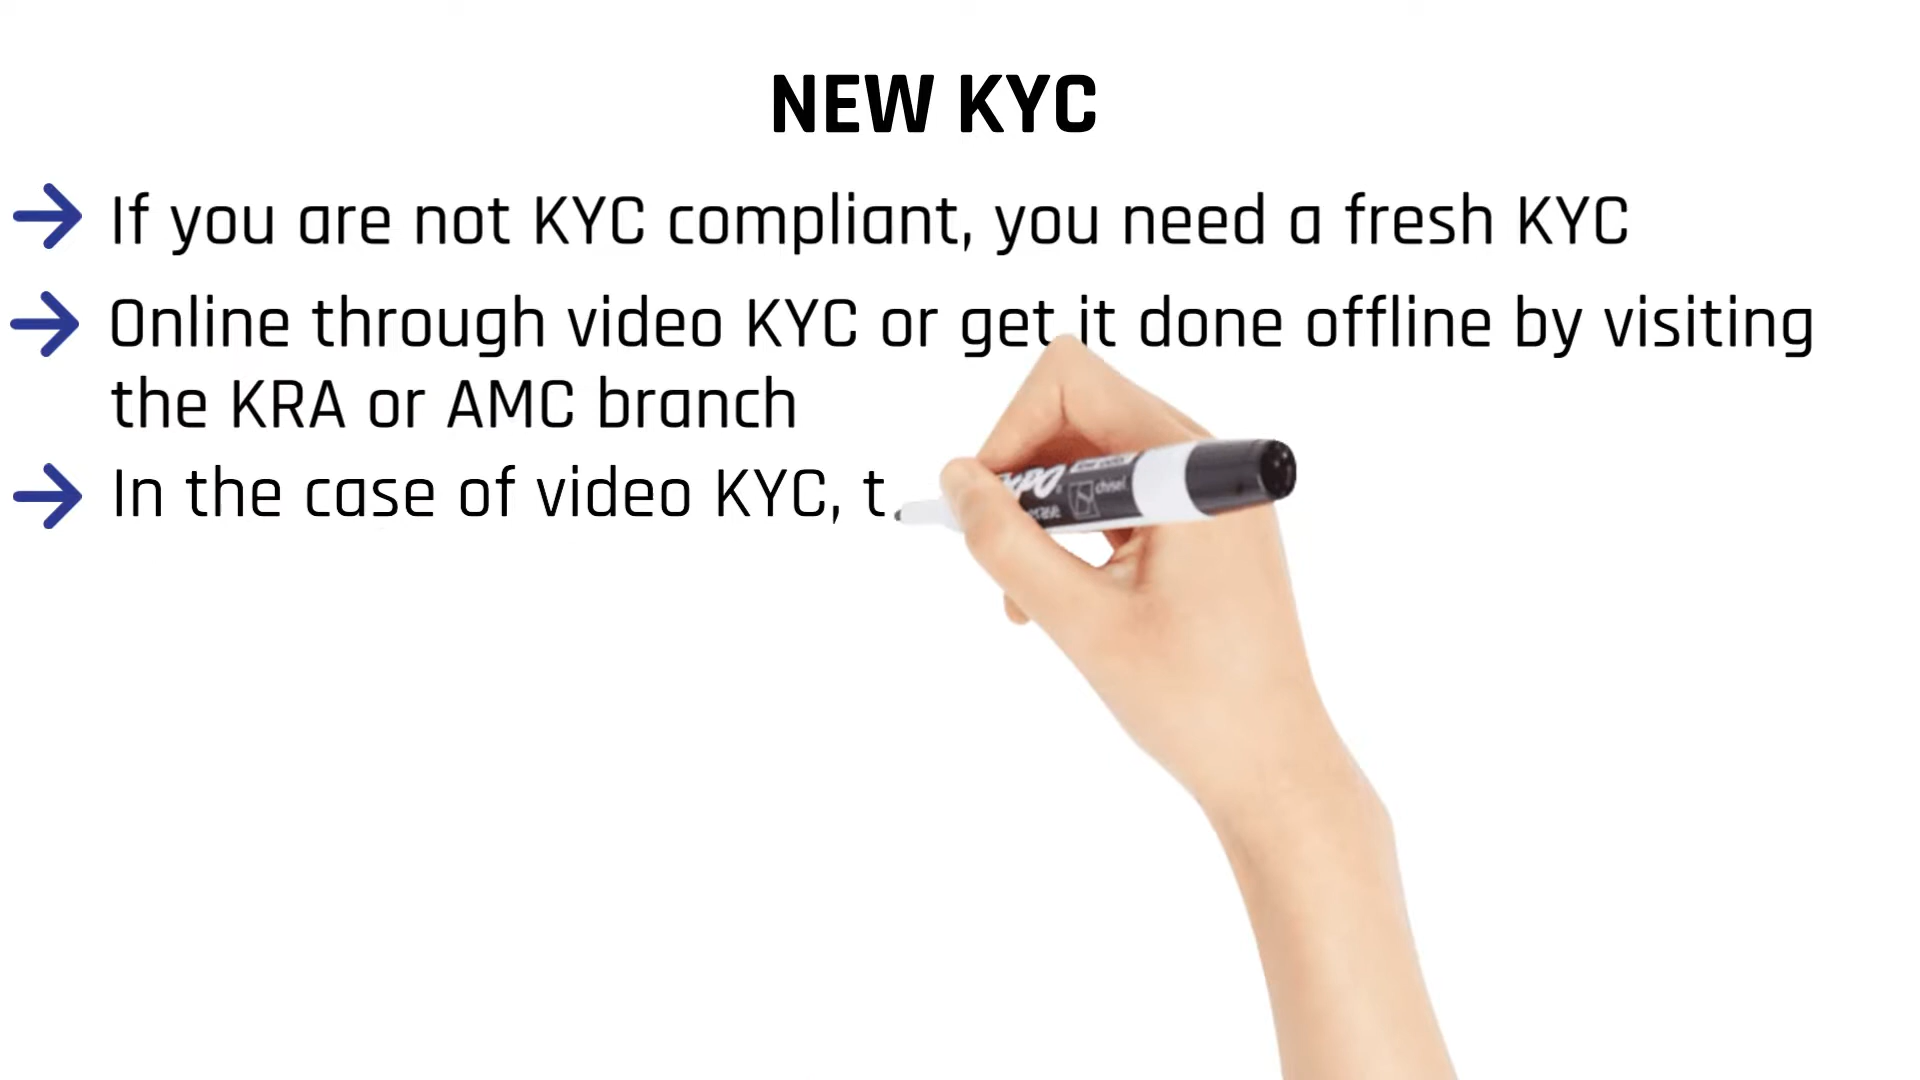 NEW KYC
If you are not KYC compliant, you need a fresh KYC
Online through video KYC or get it done offline by visiting
the KRA or AMC branch
In the case of video KYC, t
chisel